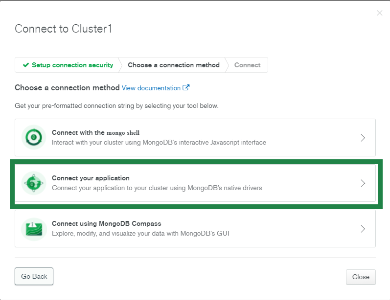 ×
Connect to Cluster1
✔ Setup connection security
Choose a connection method
Connect
Choose a connection method View documentation
Get your pre-formatted connection string by selecting your tool below.
Connect with the mongo shell
Interact with your cluster using MongoDB's interactive Javascript interface
Connect your application
Connect your application to your cluster using MongoDB's native drivers
Connect using MongoDB Compass
Explore, modify, and visualize your data with MongoDB's GUI
Go Back
Close